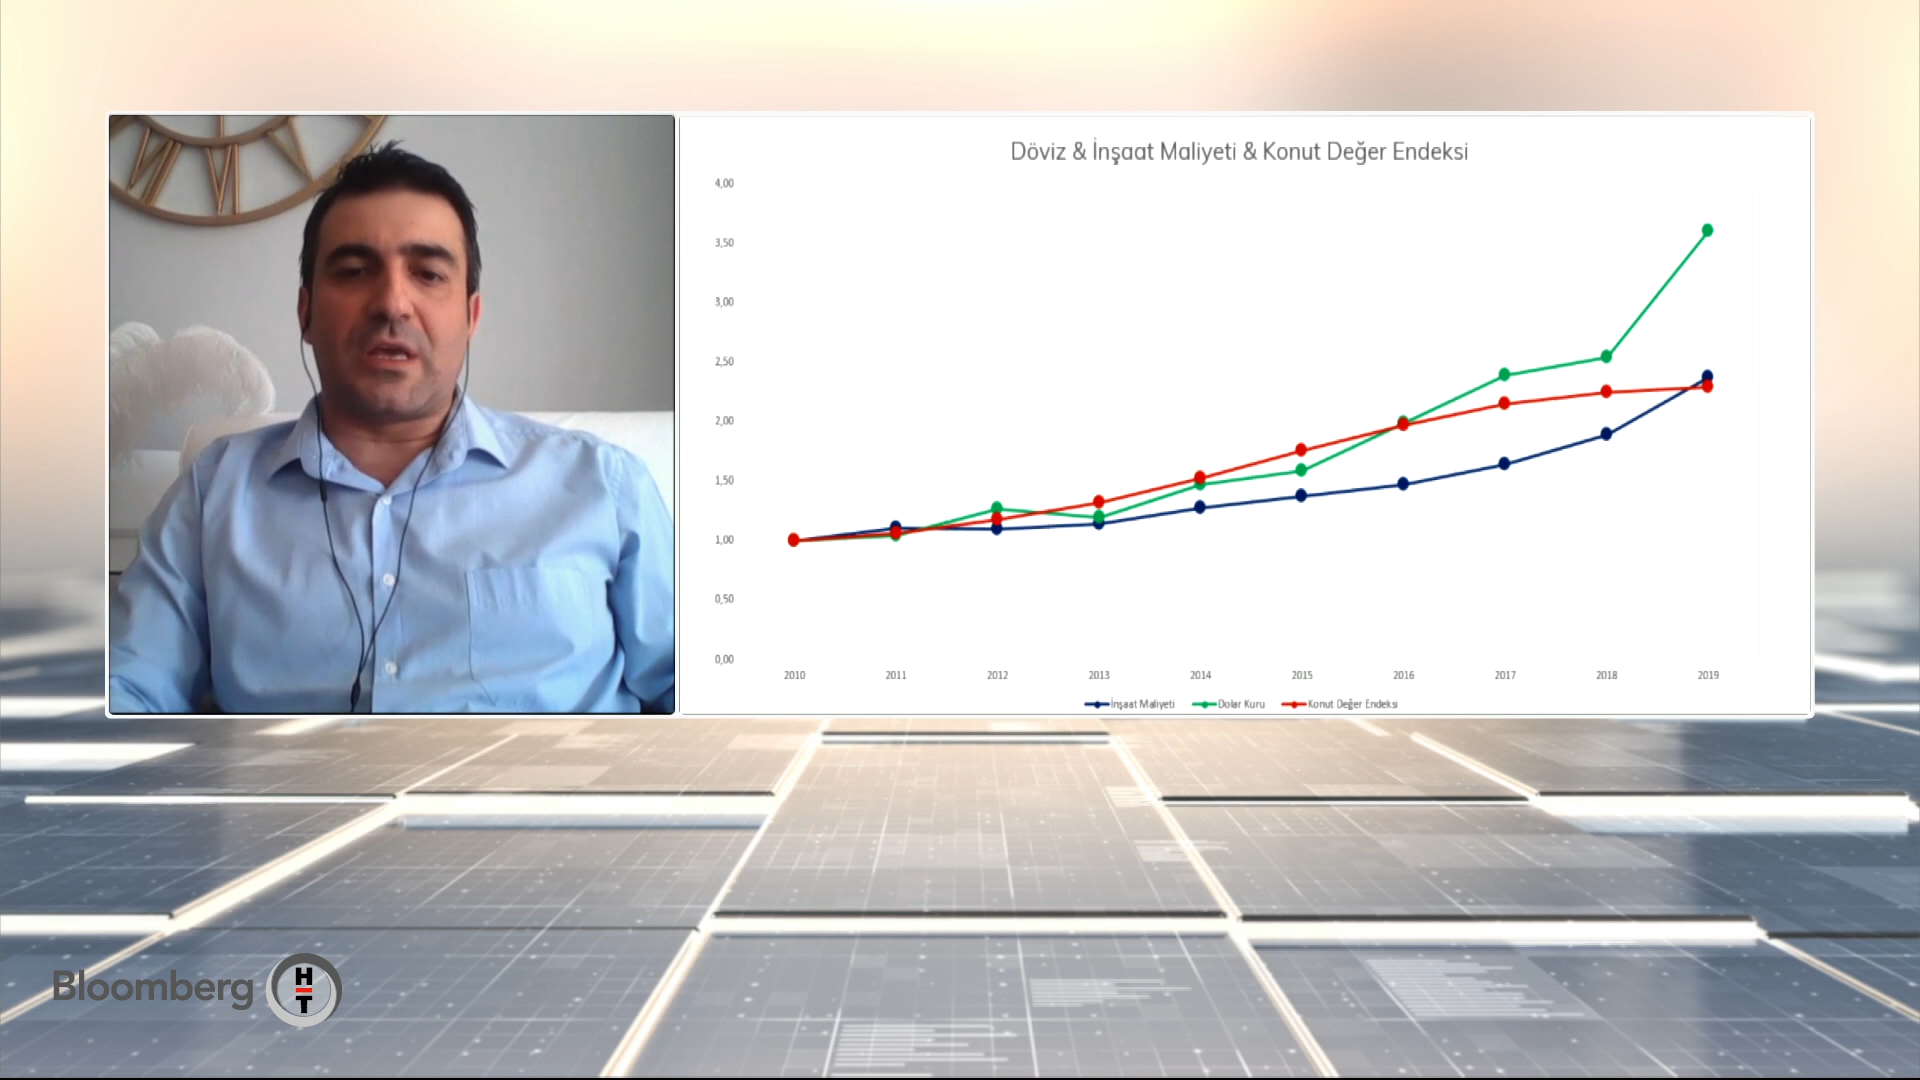 Döviz & İnşaat Maliyeti & Konut Değer Endeksi
4,00
3,50
3,00
2,50
2,00
1,50
1,00
0,50
0,00
2010 2011 2012 2013 2014 2015 2016 2017 2018 2019
İnşaat Maliyeti Dolar Kuru Konut Değer Endeksi
Bloomberg HT